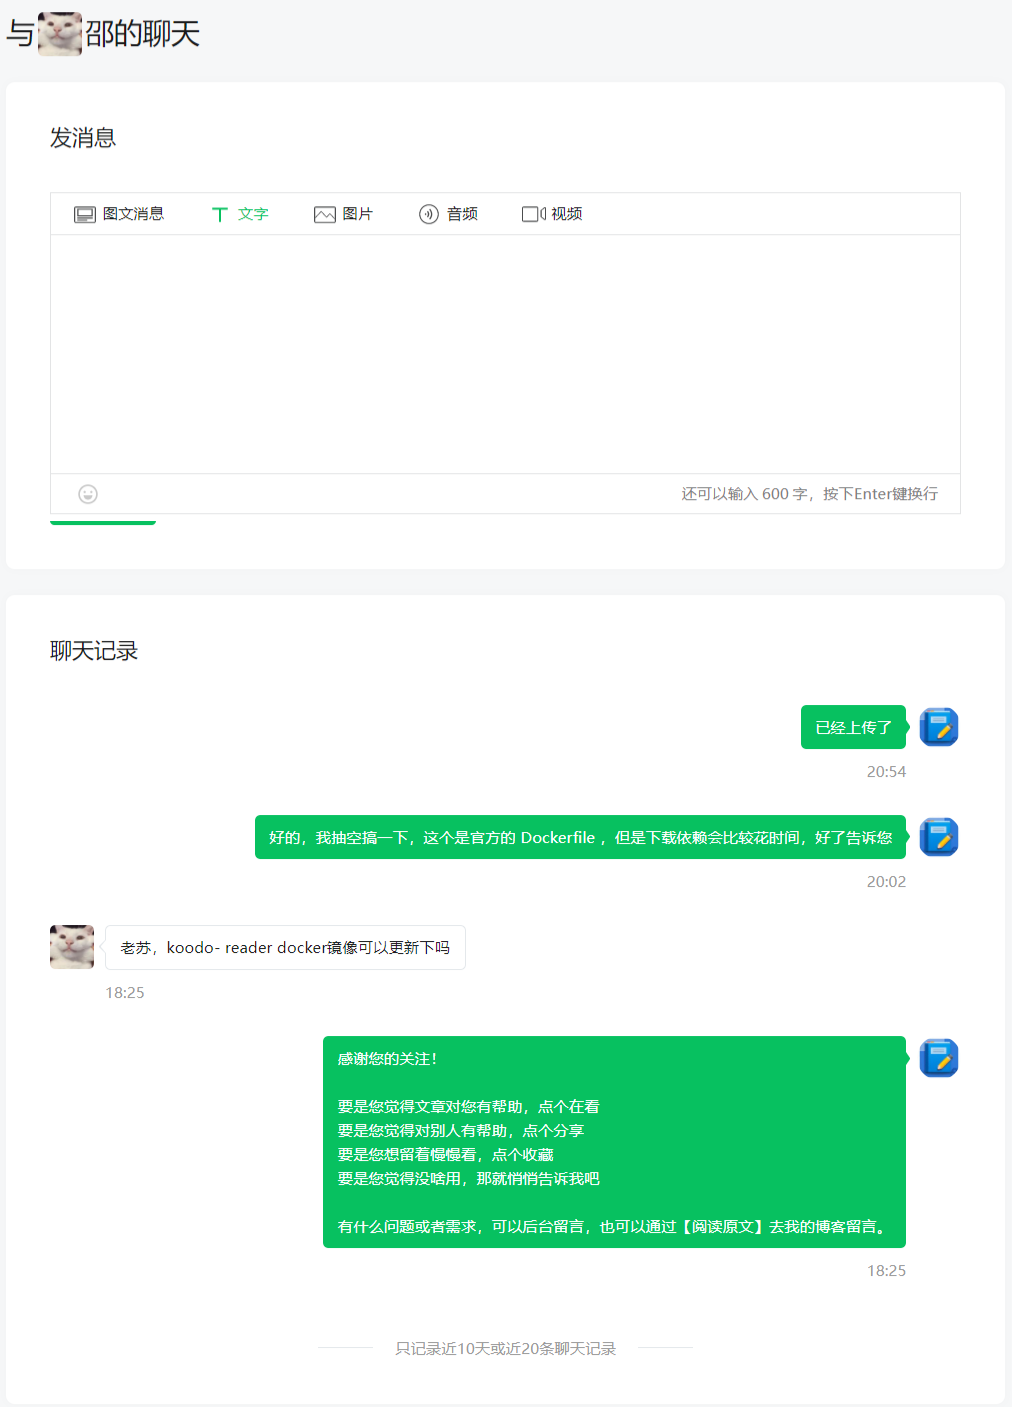 与邵的聊天
发消息
图文消息 文字 图片 音频 视频
还可以输入 600 字，按下Enter键换行
聊天记录
已经上传了
20:54
好的，我抽空搞一下，这个是官方的 Dockerfile ，但是下载依赖会比较花时间，好了告诉您
20:02
老苏，koodo- reader docker镜像可以更新下吗
18:25
感谢您的关注！
要是您觉得文章对您有帮助，点个在看
要是您觉得对别人有帮助，点个分享
要是您想留着慢慢看，点个收藏
要是您觉得没啥用，那就悄悄告诉我吧
有什么问题或者需求，可以后台留言，也可以通过【阅读原文】去我的博客留言。
18:25
只记录近10天或近20条聊天记录